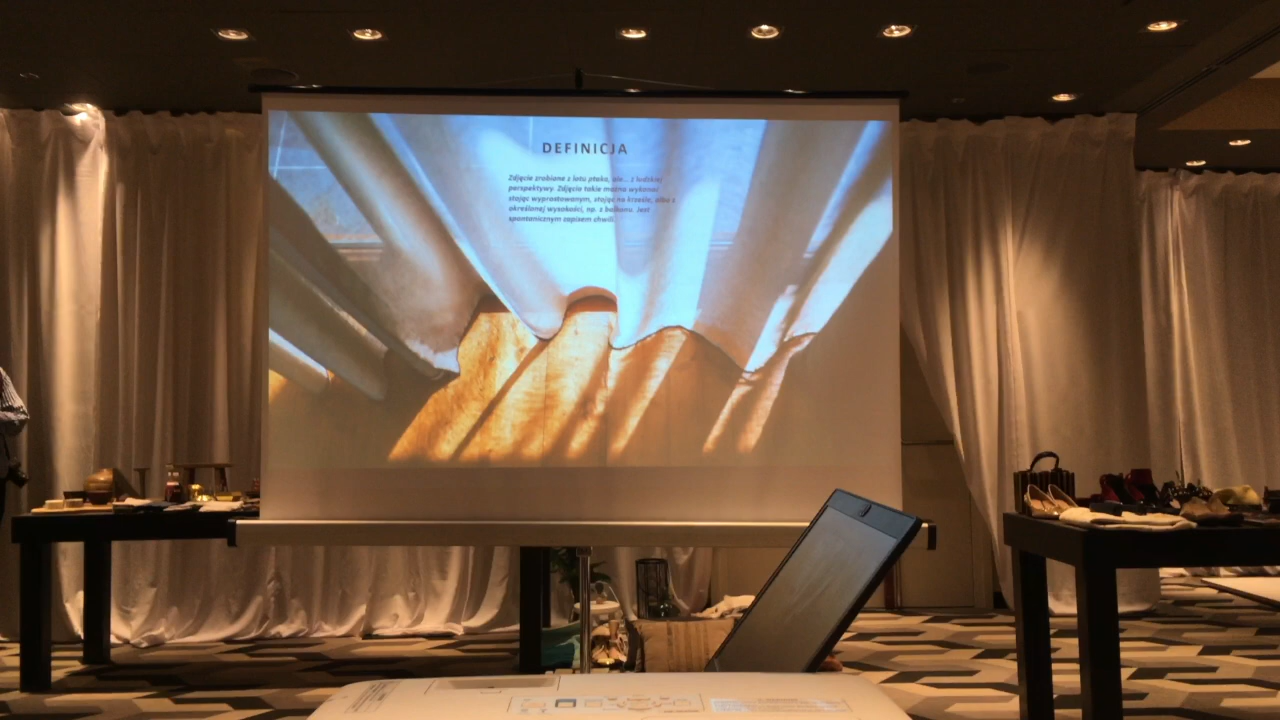 DEFINICJA
Zdjęcie zrobione z lotu ptaka, ale... z ludzkiej
perspektywy. Zdjęcia takie można wykonać
stojąc wyprostowanym, stojąc na krześle, albo z
określonej wysokości, np. z balkonu. Jest
spontanicznym zapisem chwili.